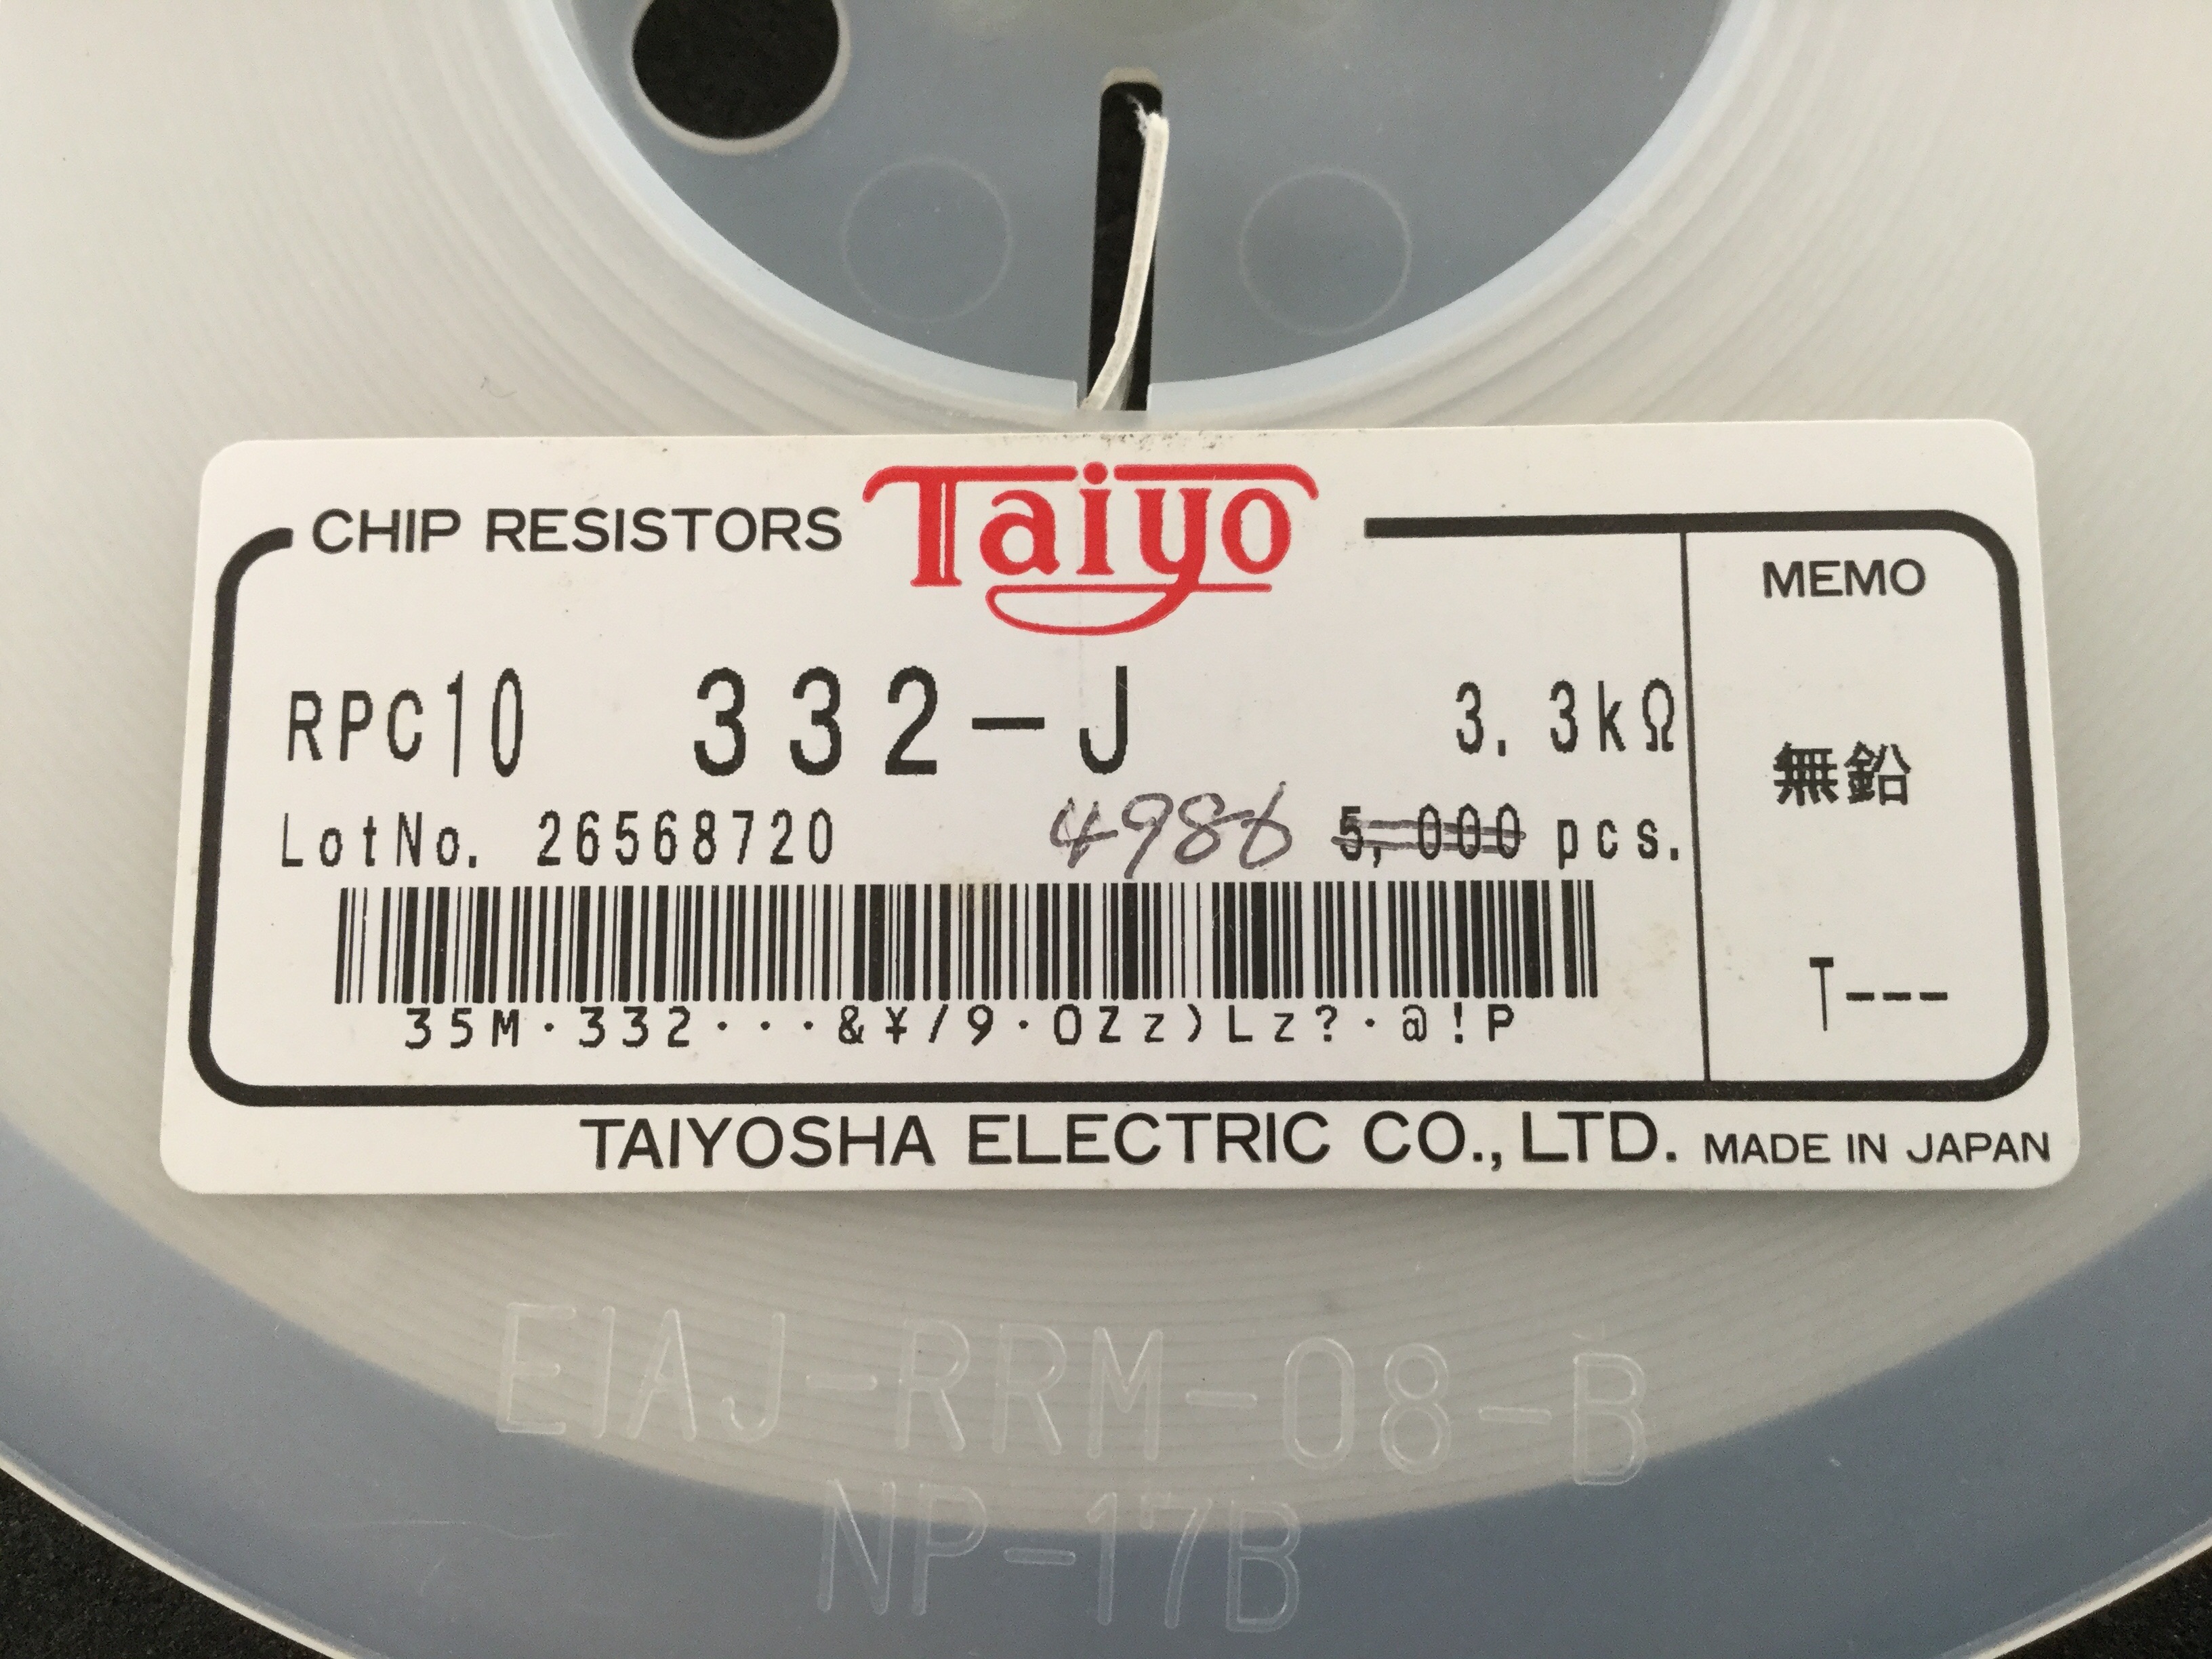 CHIP RESISTORS Taiyo
MEMO
RPC10 332-J 3.3kΩ
無鉛
LotNo. 26568720 4986 5,000 pcs.
35M·332···&¥/9·0Zz)Lz?·@!P
T---
TAIYOSHA ELECTRIC CO., LTD. MADE IN JAPAN
EIAJ-RRM-08-B
NP-17B